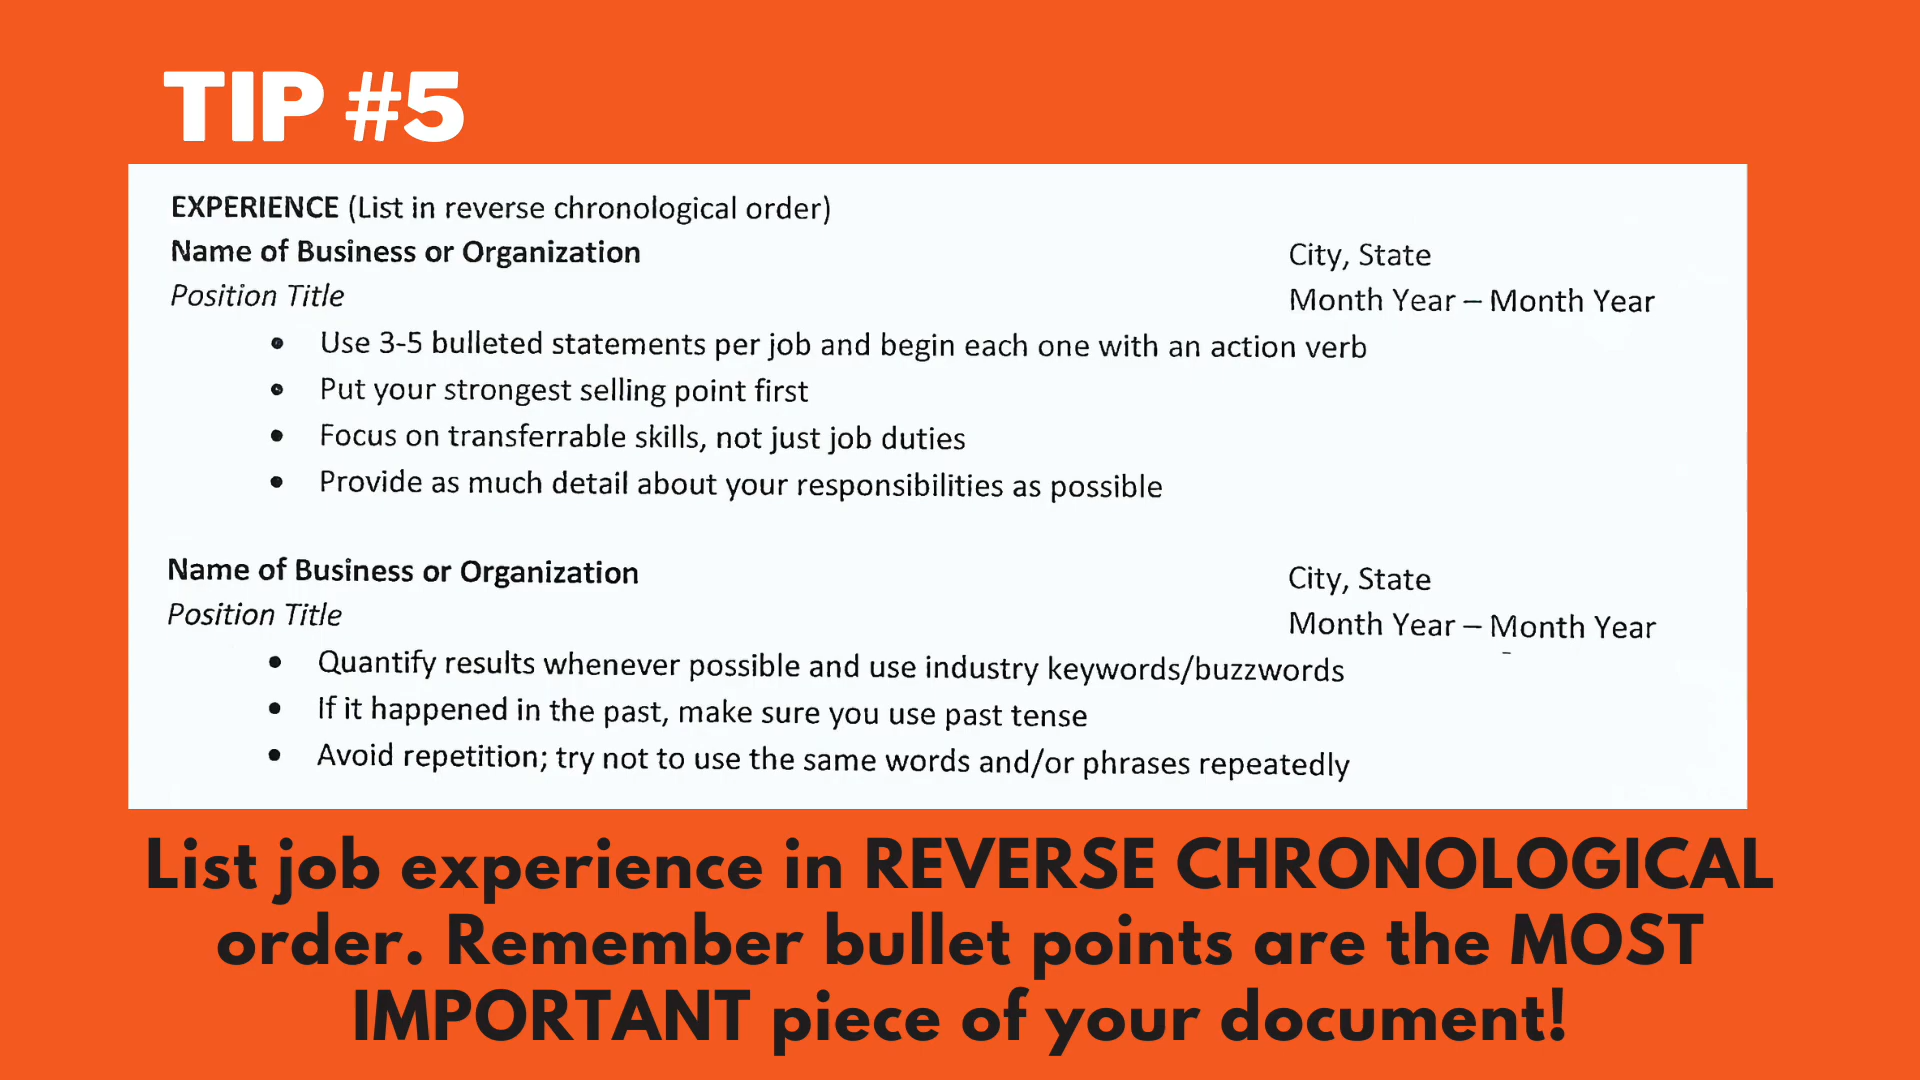 TIP #5
EXPERIENCE (List in reverse chronological order)
Name of Business or Organization City, State
Position Title Month Year – Month Year
• Use 3-5 bulleted statements per job and begin each one with an action verb
• Put your strongest selling point first
• Focus on transferrable skills, not just job duties
• Provide as much detail about your responsibilities as possible
Name of Business or Organization City, State
Position Title Month Year – Month Year
• Quantify results whenever possible and use industry keywords/buzzwords
• If it happened in the past, make sure you use past tense
• Avoid repetition; try not to use the same words and/or phrases repeatedly
List job experience in REVERSE CHRONOLOGICAL
order. Remember bullet points are the MOST
IMPORTANT piece of your document!